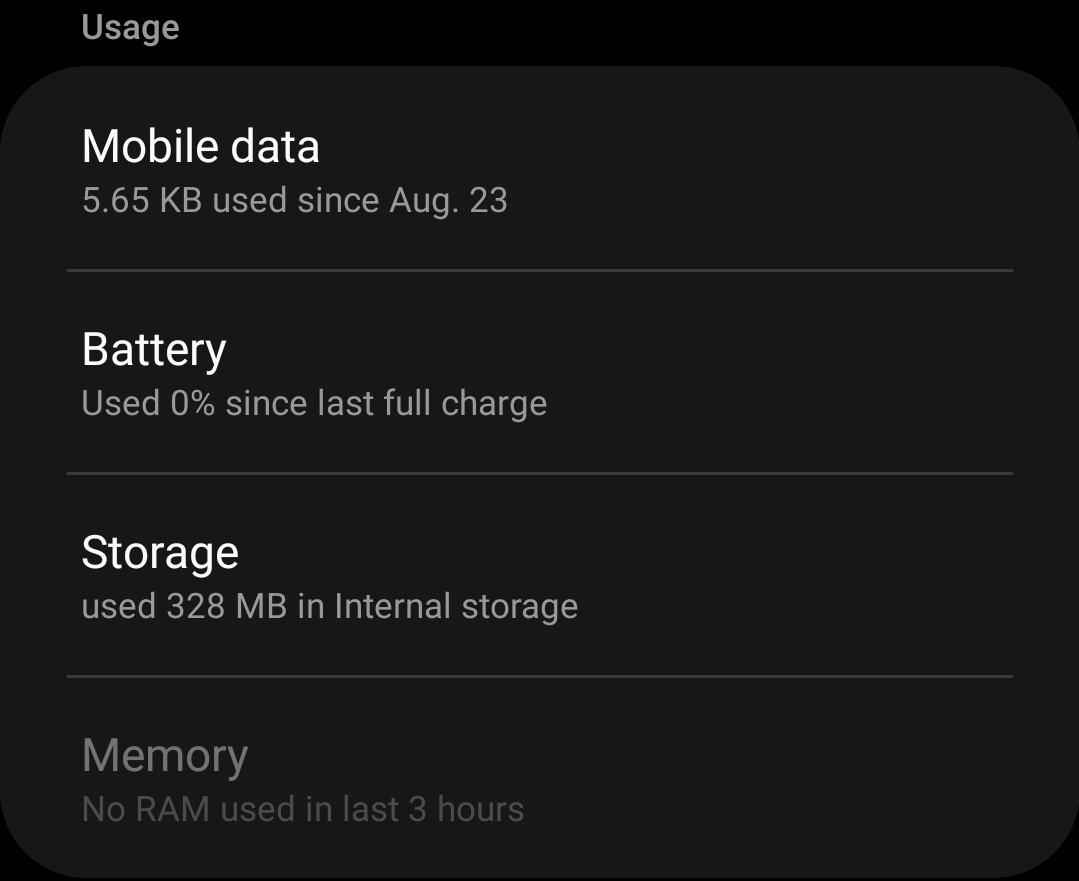 Usage
Mobile data
5.65 KB used since Aug. 23
Battery
Used 0% since last full charge
Storage
used 328 MB in Internal storage
Memory
No RAM used in last 3 hours